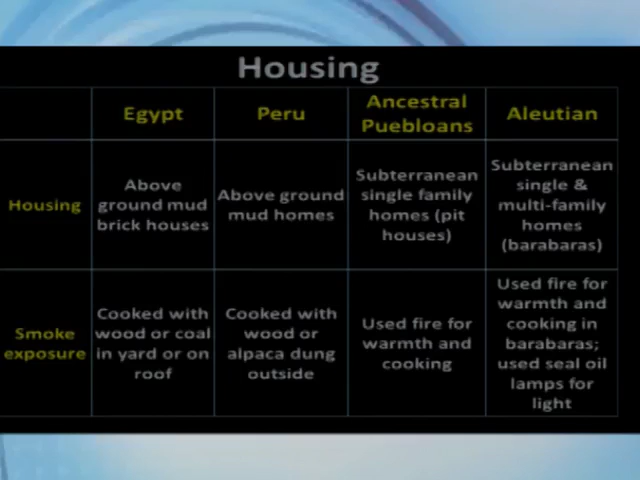 Housing
Egypt
Peru
Ancestral
Puebloans
Aleutian
Housing
Above
ground mud
brick houses
Above ground
mud homes
Subterranean
single family
homes (pit
houses)
Subterranean
single &
multi-family
homes
(barabaras)
Smoke
exposure
Cooked with
wood or coal
in yard or on
roof
Cooked with
wood or
alpaca dung
outside
Used fire for
warmth and
cooking
Used fire for
warmth and
cooking in
barabaras;
used seal oil
lamps for
light